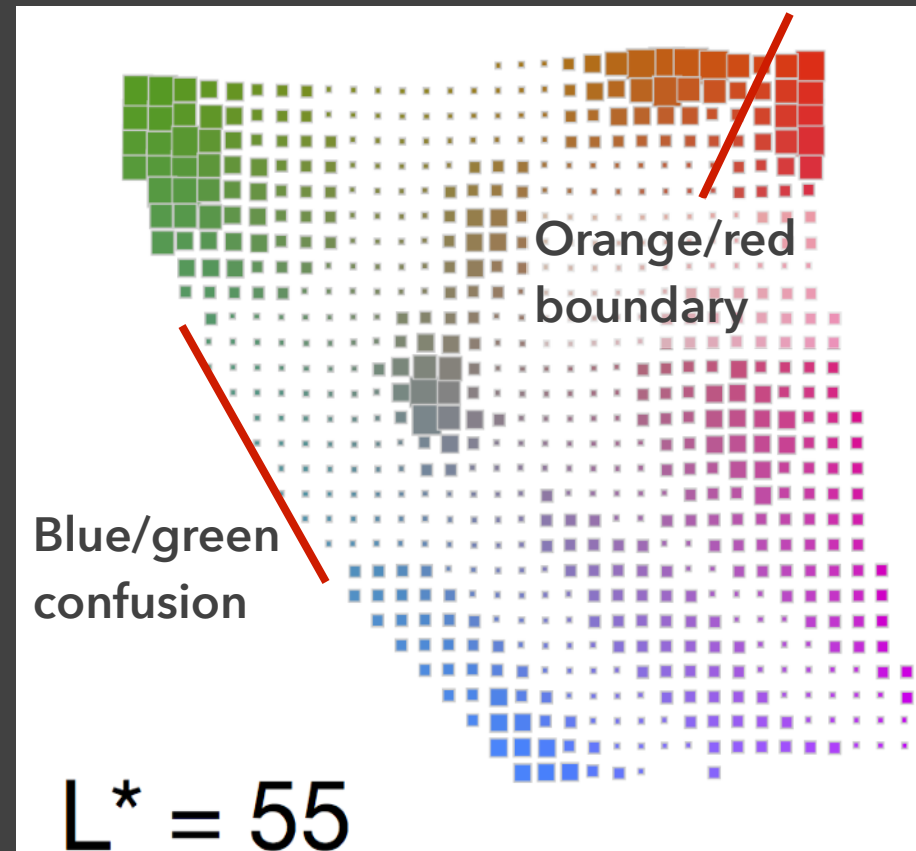 Orange/red
boundary
Blue/green
confusion
L* = 55